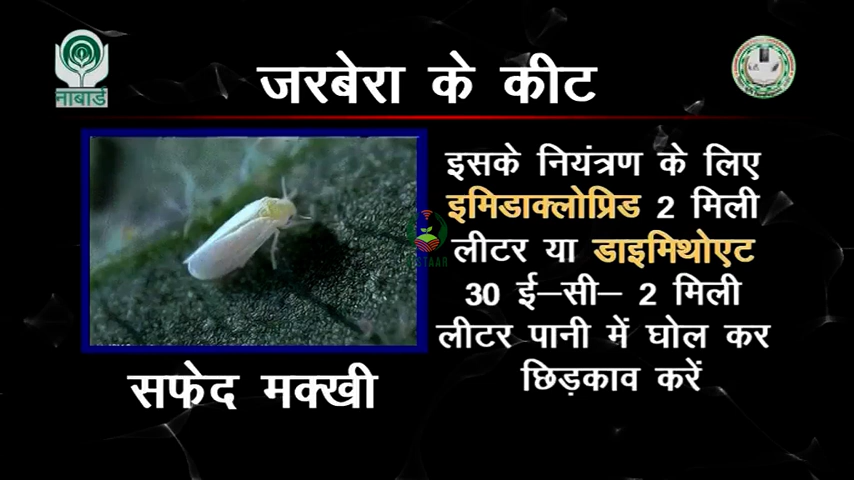 नाबार्ड
जरबेरा के कीट
इसके नियंत्रण के लिए
इमिडाक्लोप्रिड 2 मिली
लीटर या डाइमिथोएट
30 ई–सी– 2 मिली
लीटर पानी में घोल कर
छिड़काव करें
सफेद मक्खी